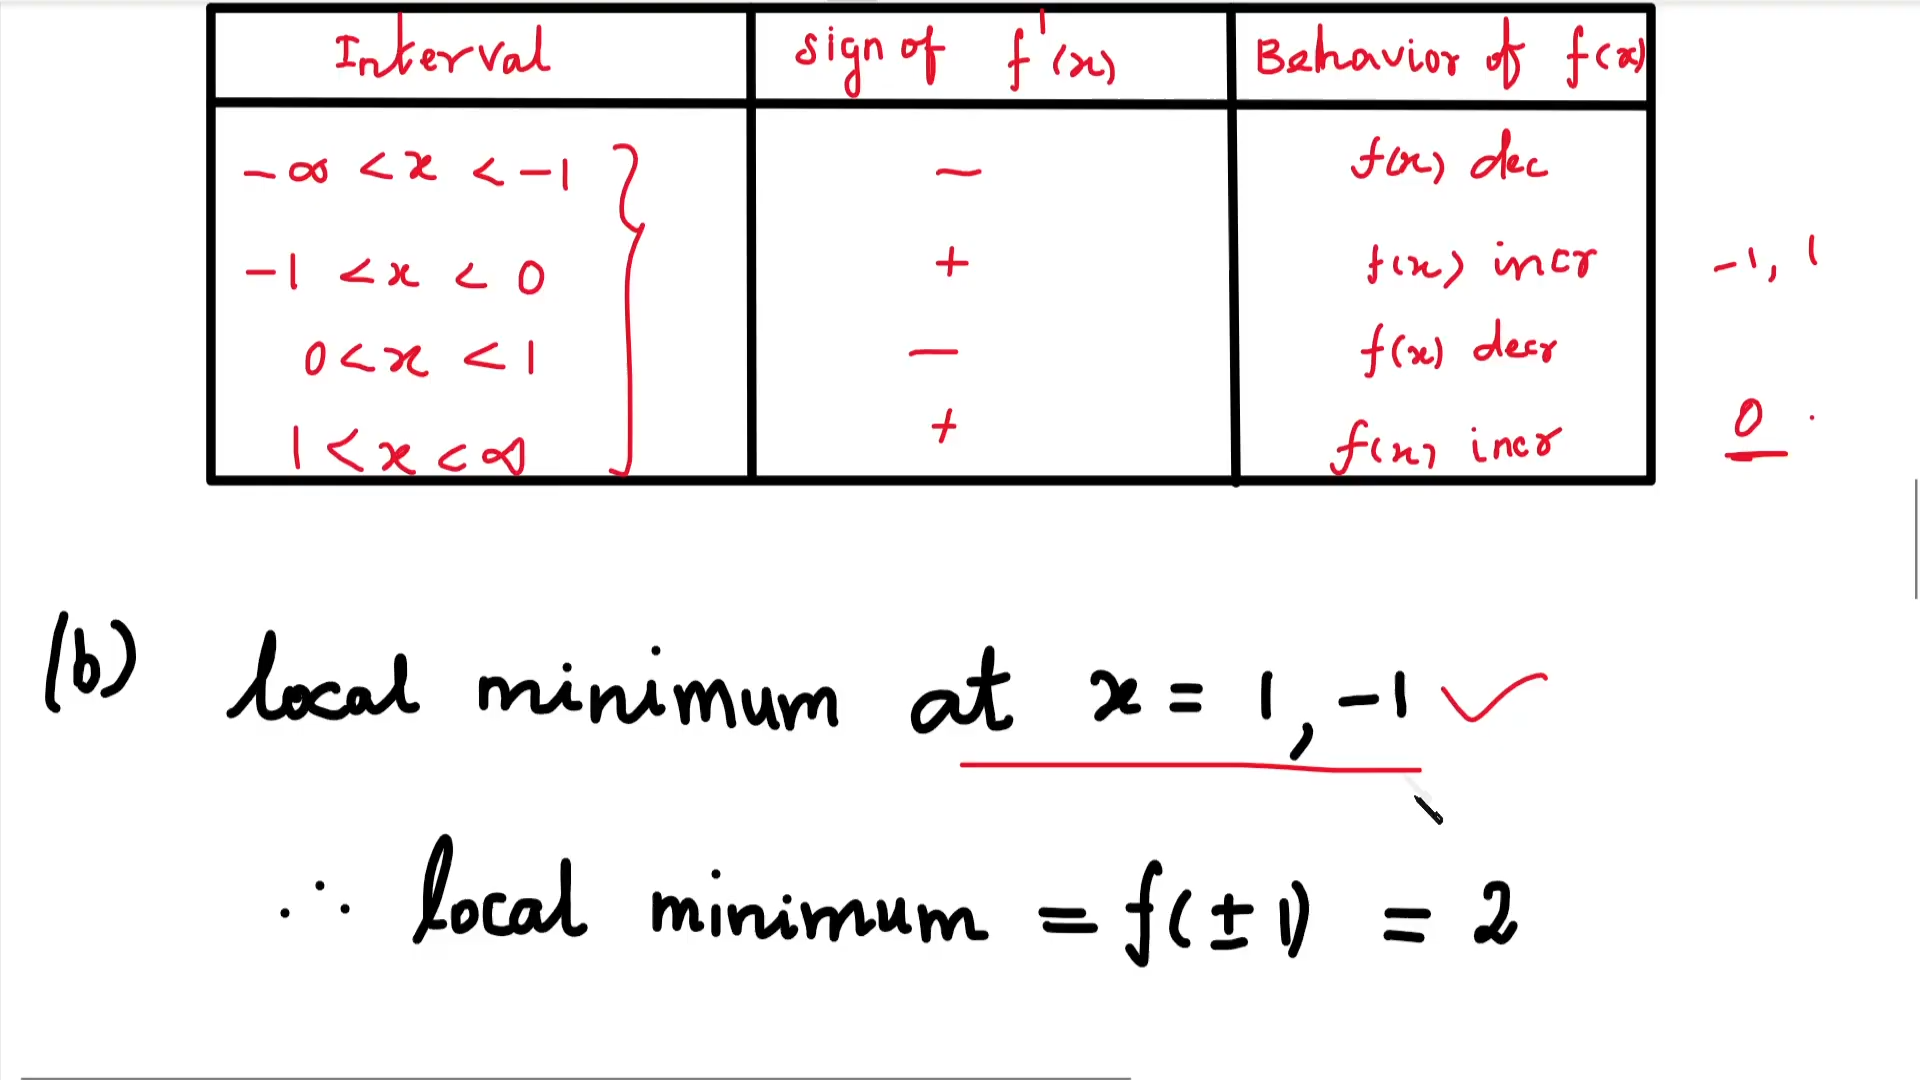 Interval sign of f'(x) Behavior of f(x)
-∞ < x < -1 − f(x) dec
-1 < x < 0 + f(x) incr -1, 1
0 < x < 1 − f(x) decr
1 < x < ∞ + f(x) incr 0
(b) local minimum at x = 1, -1 ✓
∴ local minimum = f(±1) = 2